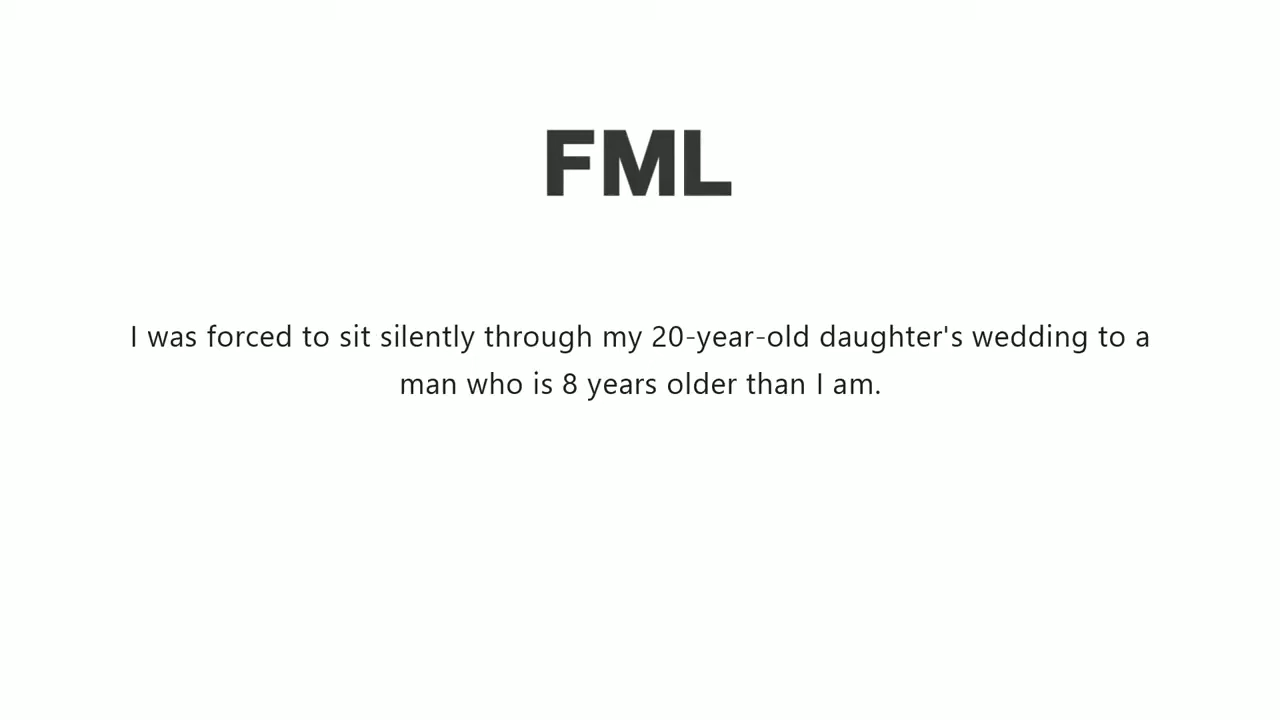 FML
I was forced to sit silently through my 20-year-old daughter's wedding to a
man who is 8 years older than I am.